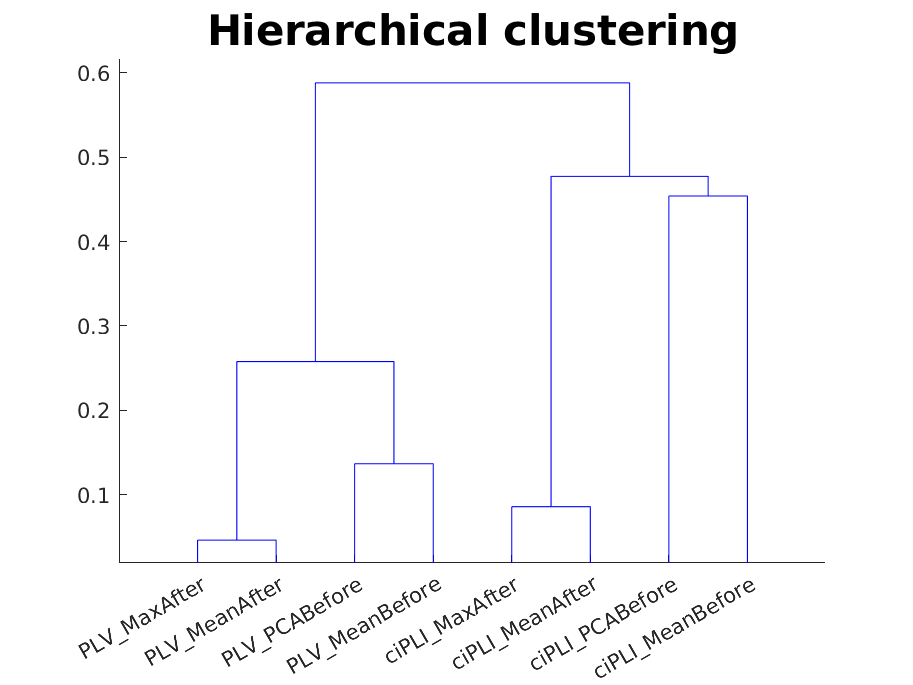 Hierarchical clustering
0.6
0.5
0.4
0.3
0.2
0.1
PLV_MaxAfter
PLV_MeanAfter
PLV_PCABefore
PLV_MeanBefore
ciPLI_MaxAfter
ciPLI_MeanAfter
ciPLI_PCABefore
ciPLI_MeanBefore